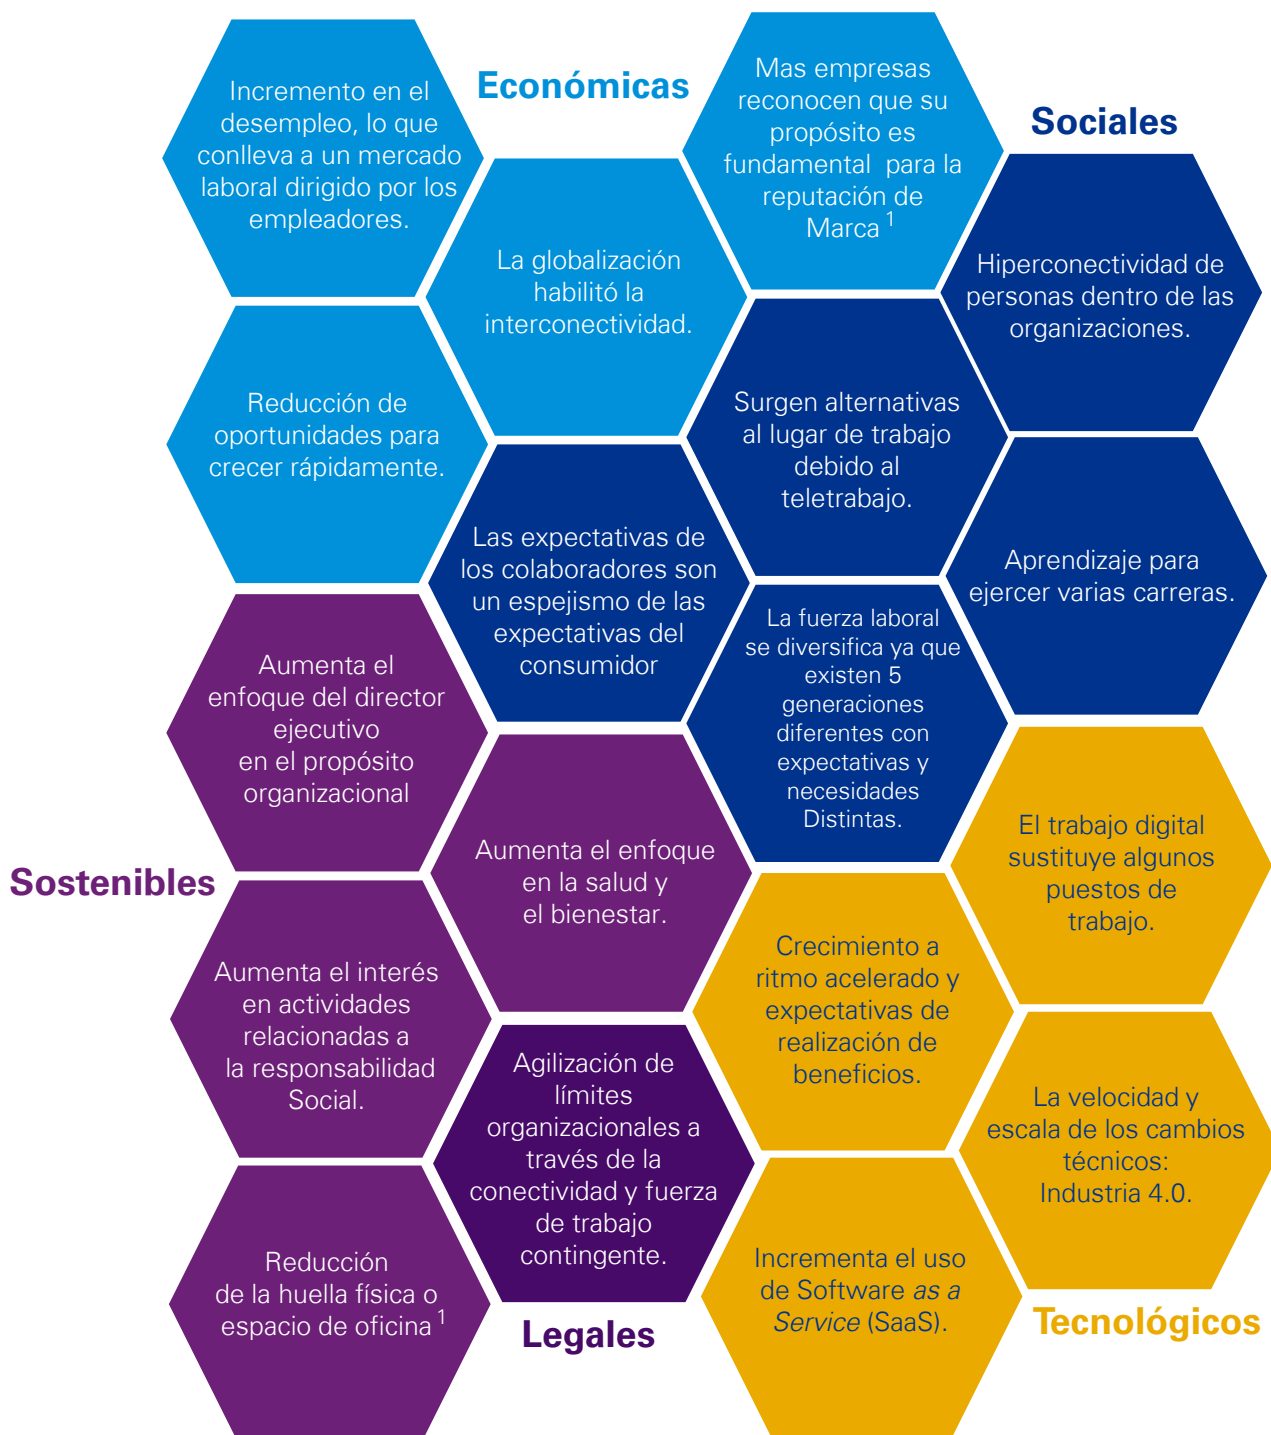 Económicas
Incremento en el
desempleo, lo que
conlleva a un mercado
laboral dirigido por los
empleadores.
La globalización
habilitó la
interconectividad.
Mas empresas
reconocen que su
propósito es
fundamental para la
reputación de
Marca 1
Reducción de
oportunidades para
crecer rápidamente.
Sociales
Hiperconectividad de
personas dentro de las
organizaciones.
Surgen alternativas
al lugar de trabajo
debido al
teletrabajo.
Las expectativas de
los colaboradores son
un espejismo de las
expectativas del
consumidor
Aprendizaje para
ejercer varias carreras.
La fuerza laboral
se diversifica ya que
existen 5
generaciones
diferentes con
expectativas y
necesidades
Distintas.
Sostenibles
Aumenta el
enfoque del director
ejecutivo
en el propósito
organizacional
Aumenta el enfoque
en la salud y
el bienestar.
Aumenta el interés
en actividades
relacionadas a
la responsabilidad
Social.
Reducción
de la huella física o
espacio de oficina 1
Agilización de
límites
organizacionales a
través de la
conectividad y fuerza
de trabajo
contingente.
Legales
El trabajo digital
sustituye algunos
puestos de
trabajo.
Crecimiento a
ritmo acelerado y
expectativas de
realización de
beneficios.
La velocidad y
escala de los cambios
técnicos:
Industria 4.0.
Incrementa el uso
de Software as a
Service (SaaS).
Tecnológicos